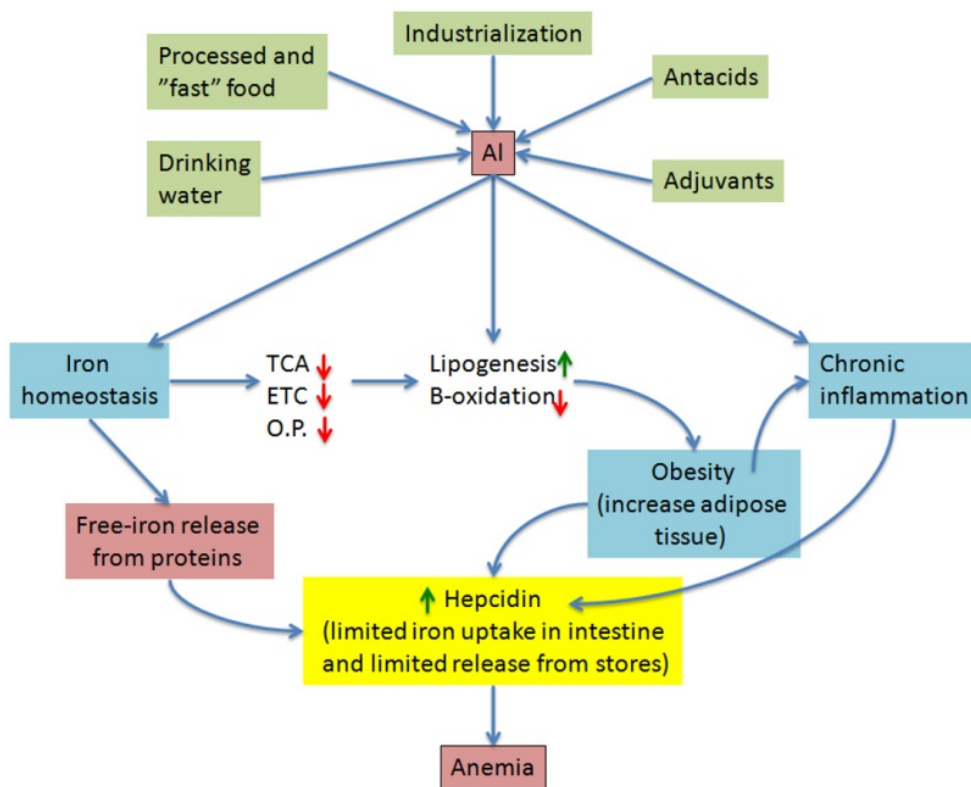 Industrialization
Processed and
”fast” food
Antacids
Al
Drinking
water
Adjuvants
Iron
homeostasis
TCA
ETC
O.P.
Lipogenesis
B-oxidation
Chronic
inflammation
Obesity
(increase adipose
tissue)
Free-iron release
from proteins
Hepcidin
(limited iron uptake in intestine
and limited release from stores)
Anemia